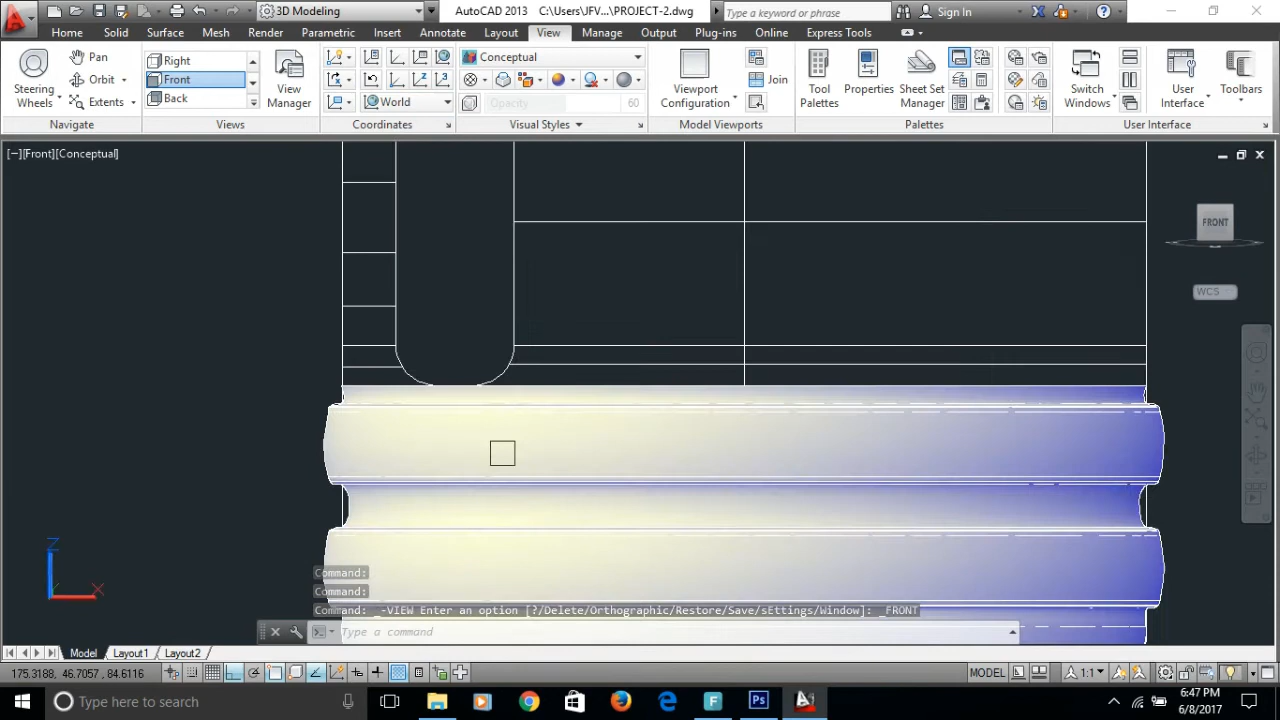 3D Modeling
AutoCAD 2013 C:\Users\JFV...\PROJECT-2.dwg
Type a keyword or phrase
Sign In
Home Solid Surface Mesh Render Parametric Insert Annotate Layout View Manage Output Plug-ins Online Express Tools
Steering Wheels
Pan
Orbit
Extents
Navigate
Right
Front
Back
View Manager
Views
World
Coordinates
Conceptual
Opacity 60
Visual Styles
Viewport Configuration
Join
Model Viewports
Tool Palettes
Properties
Sheet Set Manager
Palettes
Switch Windows
User Interface
Toolbars
User Interface
[−][Front][Conceptual]
FRONT
WCS
Z
X
Command:
Command:
Command: _-VIEW Enter an option [?/Delete/Orthographic/Restore/Save/sEttings/Window]: _FRONT
Type a command
Model Layout1 Layout2
175.3188, 46.7057, 84.6116
MODEL
1:1
Type here to search
F
Ps
6:47 PM
6/8/2017